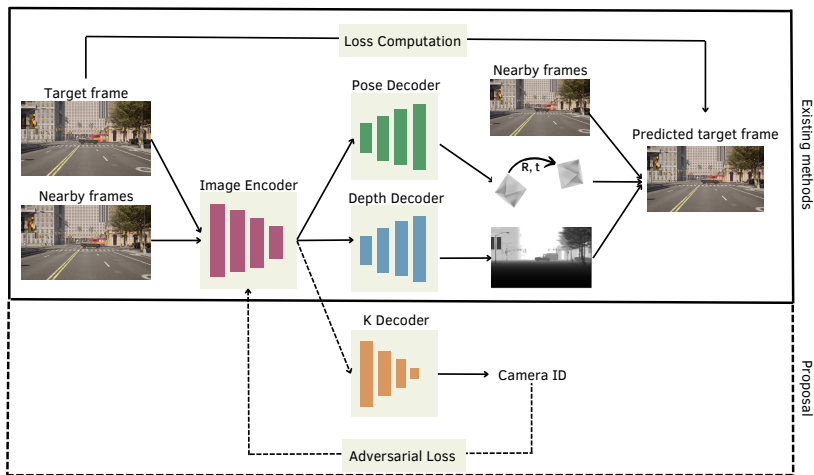 Loss Computation
Target frame
Pose Decoder
Nearby frames
Predicted target frame
Existing methods
R, t
Nearby frames
Image Encoder
Depth Decoder
K Decoder
Camera ID
Proposal
Adversarial Loss